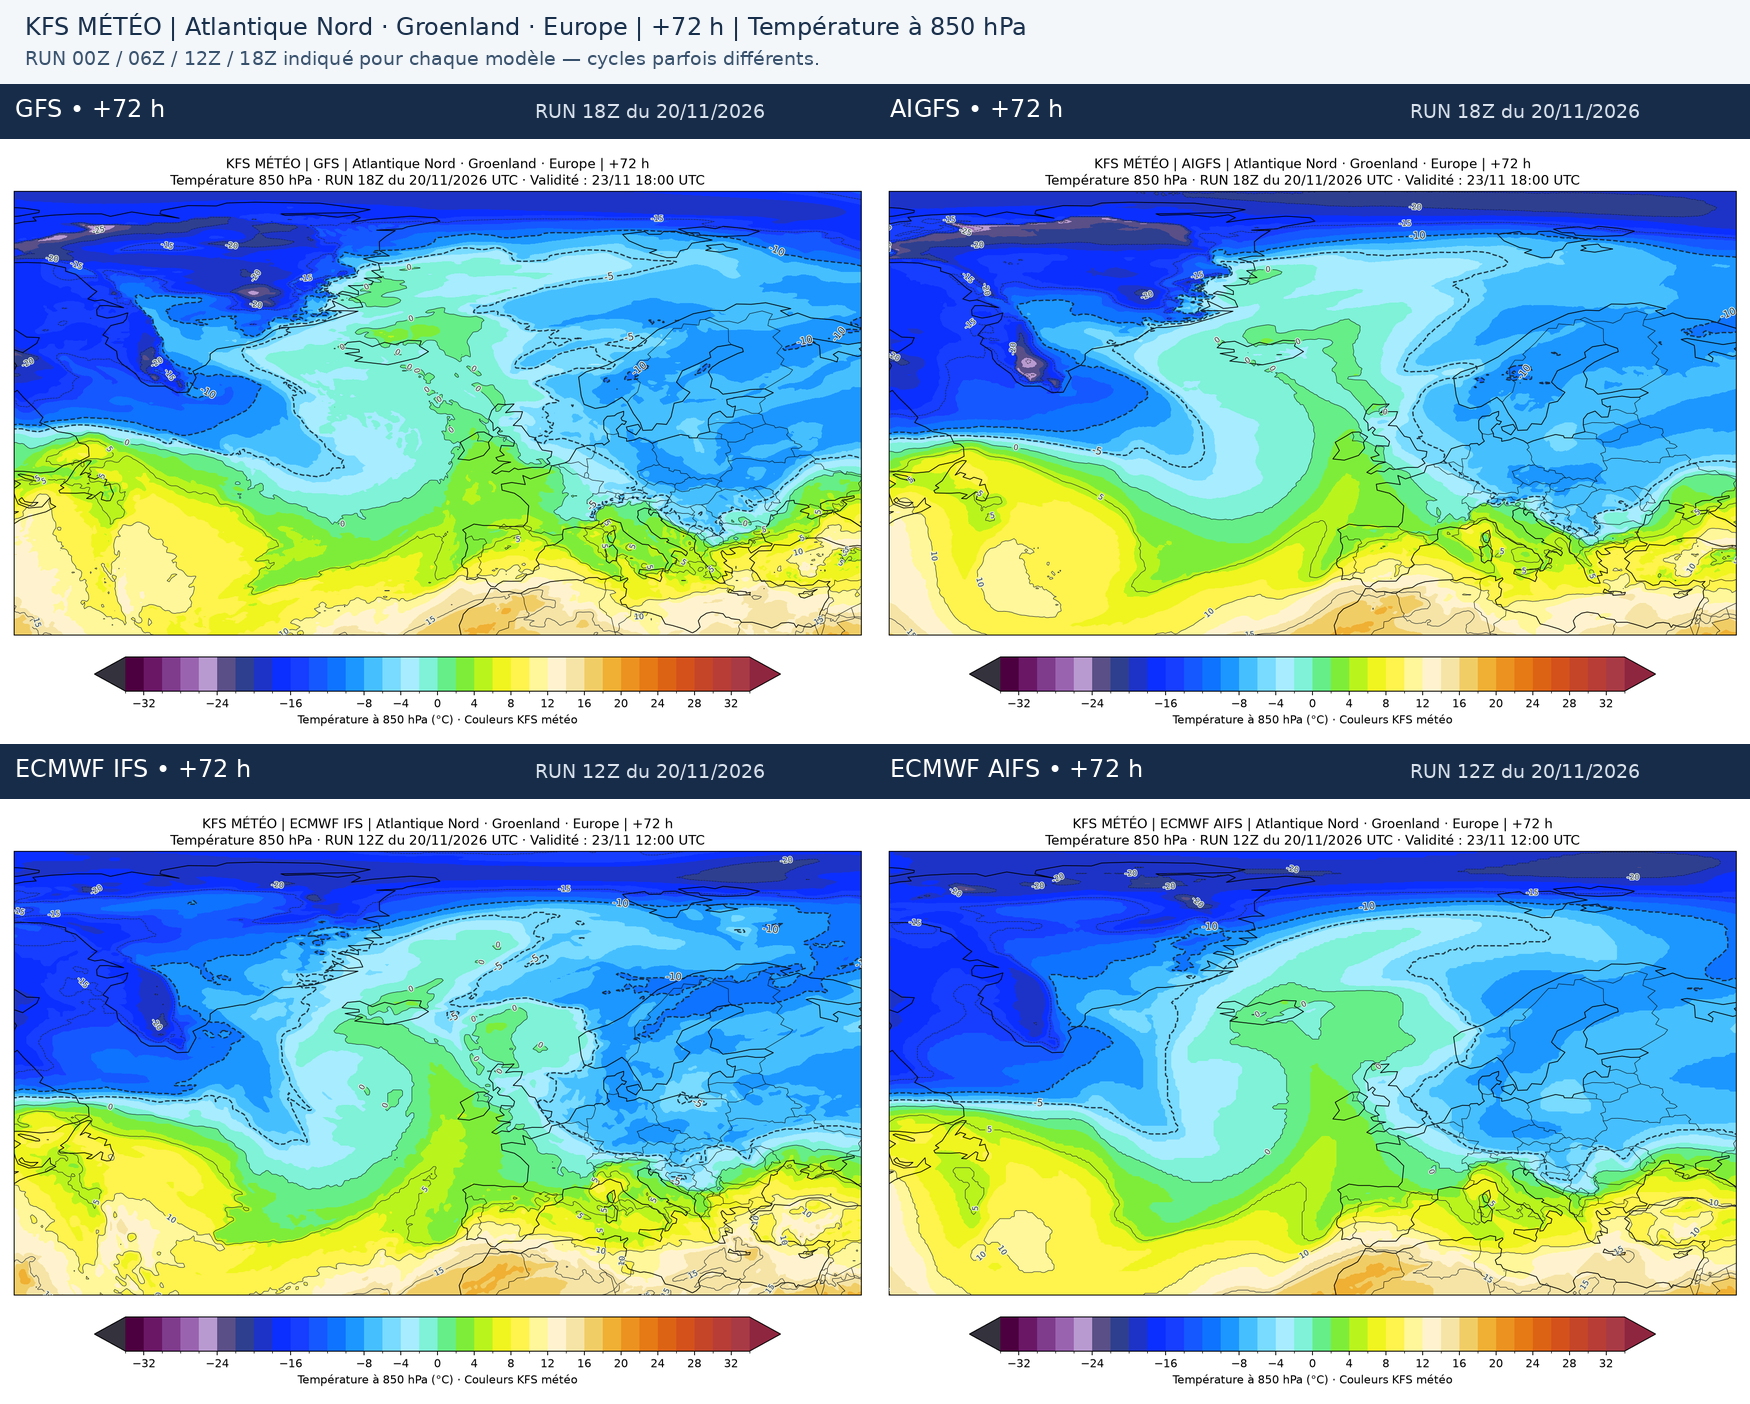 KFS MÉTÉO | Atlantique Nord · Groenland · Europe | +72 h | Température à 850 hPa
RUN 00Z / 06Z / 12Z / 18Z indiqué pour chaque modèle — cycles parfois différents.
GFS • +72 h
RUN 18Z du 20/11/2026
AIGFS • +72 h
RUN 18Z du 20/11/2026
KFS MÉTÉO | GFS | Atlantique Nord · Groenland · Europe | +72 h
Température 850 hPa · RUN 18Z du 20/11/2026 UTC · Validité : 23/11 18:00 UTC
KFS MÉTÉO | AIGFS | Atlantique Nord · Groenland · Europe | +72 h
Température 850 hPa · RUN 18Z du 20/11/2026 UTC · Validité : 23/11 18:00 UTC
−32 −24 −16 −8 −4 0 4 8 12 16 20 24 28 32
Température à 850 hPa (°C) · Couleurs KFS météo
−32 −24 −16 −8 −4 0 4 8 12 16 20 24 28 32
Température à 850 hPa (°C) · Couleurs KFS météo
ECMWF IFS • +72 h
RUN 12Z du 20/11/2026
ECMWF AIFS • +72 h
RUN 12Z du 20/11/2026
KFS MÉTÉO | ECMWF IFS | Atlantique Nord · Groenland · Europe | +72 h
Température 850 hPa · RUN 12Z du 20/11/2026 UTC · Validité : 23/11 12:00 UTC
KFS MÉTÉO | ECMWF AIFS | Atlantique Nord · Groenland · Europe | +72 h
Température 850 hPa · RUN 12Z du 20/11/2026 UTC · Validité : 23/11 12:00 UTC
−32 −24 −16 −8 −4 0 4 8 12 16 20 24 28 32
Température à 850 hPa (°C) · Couleurs KFS météo
−32 −24 −16 −8 −4 0 4 8 12 16 20 24 28 32
Température à 850 hPa (°C) · Couleurs KFS météo